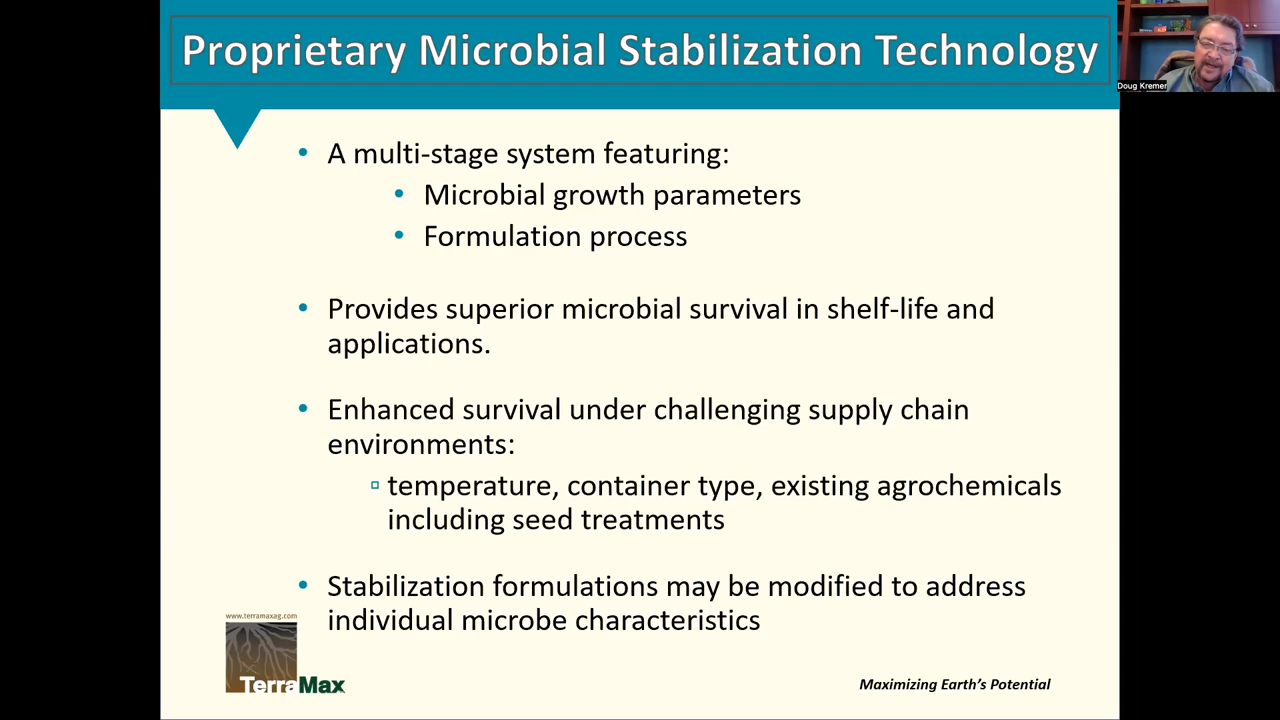 Proprietary Microbial Stabilization Technology
Doug Kremer
• A multi-stage system featuring:
• Microbial growth parameters
• Formulation process
• Provides superior microbial survival in shelf-life and
applications.
• Enhanced survival under challenging supply chain
environments:
▫ temperature, container type, existing agrochemicals
including seed treatments
• Stabilization formulations may be modified to address
individual microbe characteristics
www.terramaxag.com
TerraMax
Maximizing Earth's Potential